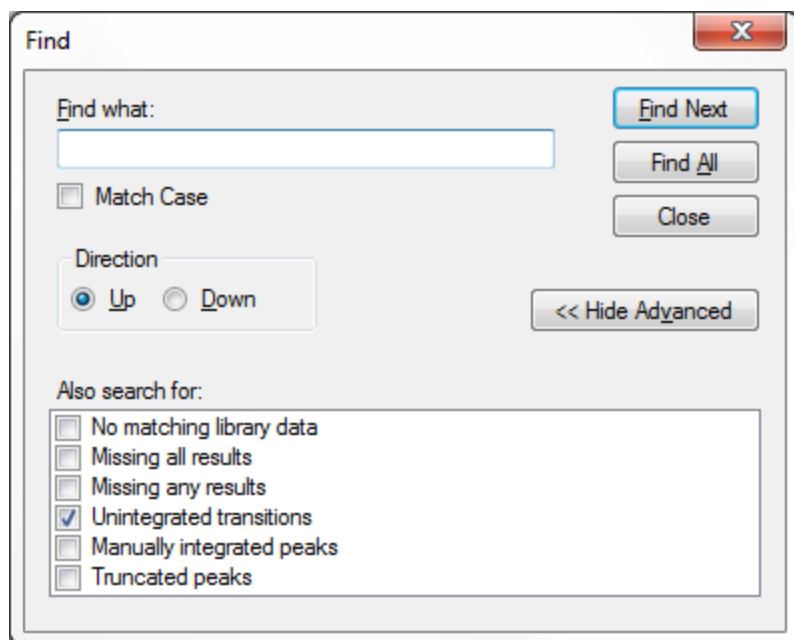 Find
Find what:
Find Next
Find All
Match Case
Close
Direction
Up Down
<< Hide Advanced
Also search for:
No matching library data
Missing all results
Missing any results
Unintegrated transitions
Manually integrated peaks
Truncated peaks